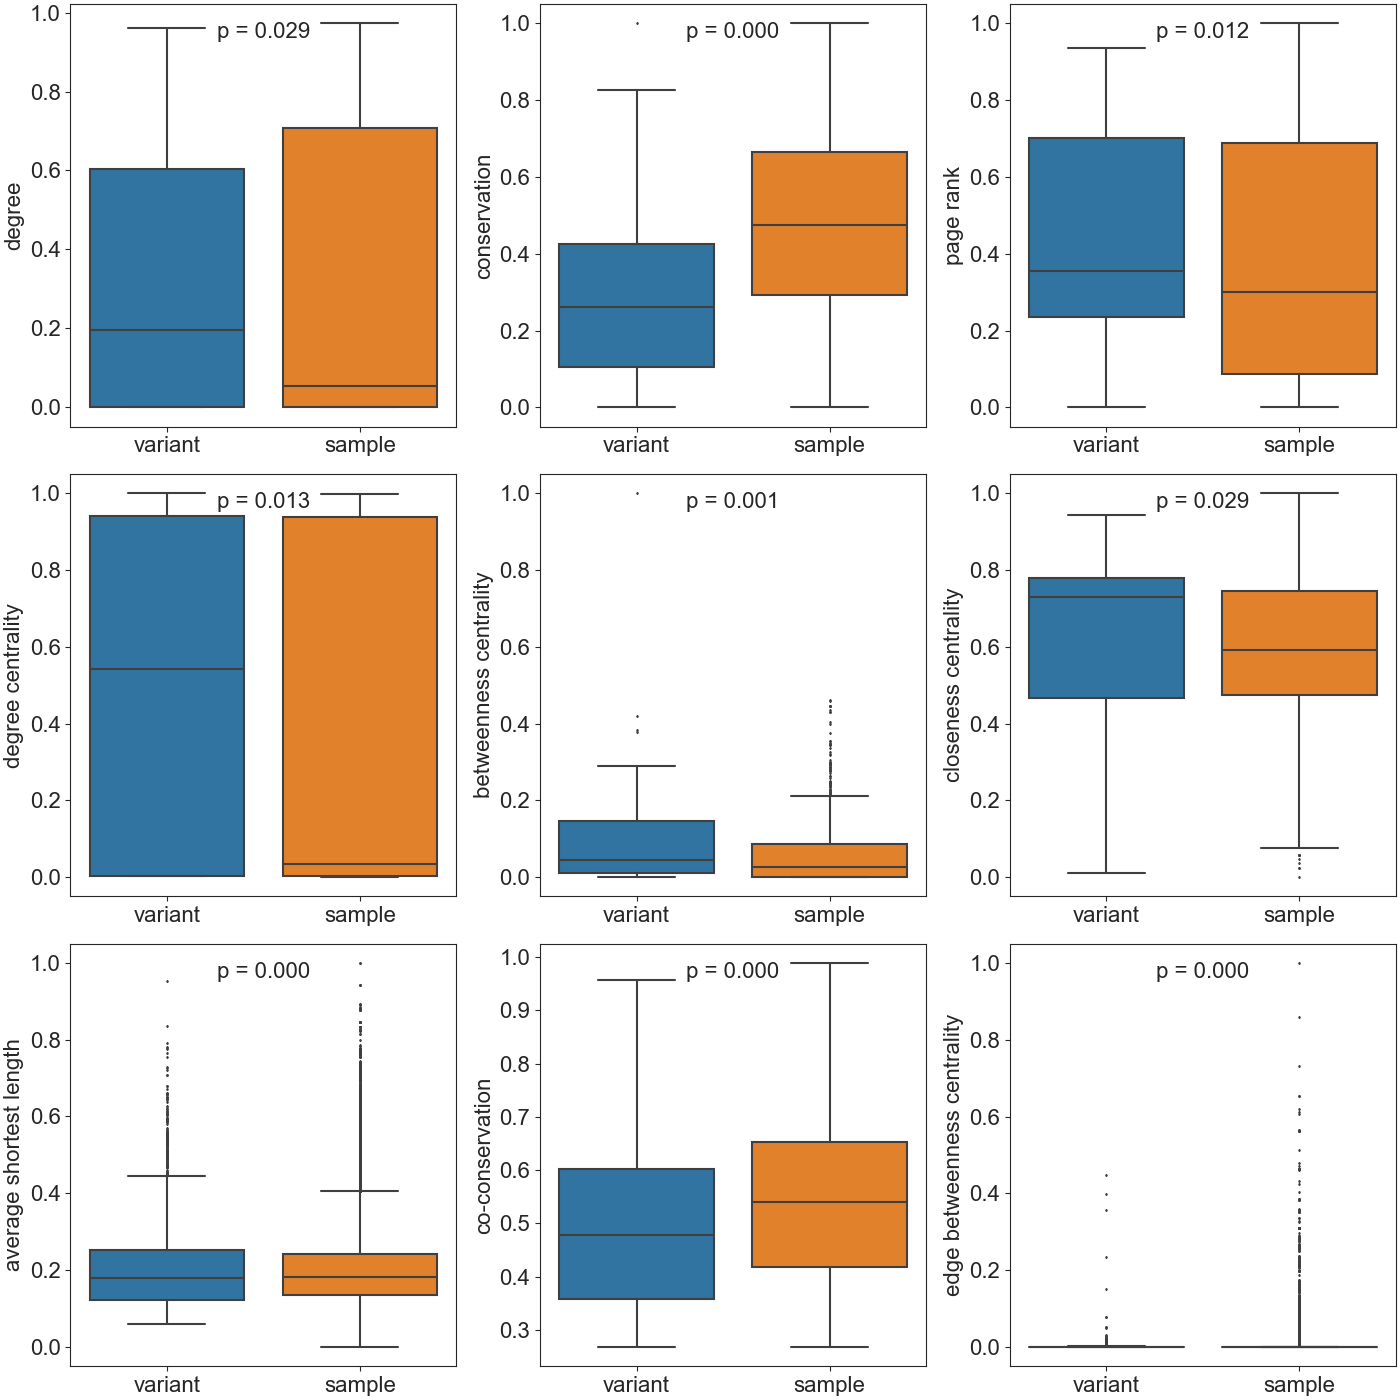 degree
1.0
0.8
0.6
0.4
0.2
0.0
p = 0.029
variant
sample
conservation
1.0
0.8
0.6
0.4
0.2
0.0
p = 0.000
variant
sample
page rank
1.0
0.8
0.6
0.4
0.2
0.0
p = 0.012
variant
sample
degree centrality
1.0
0.8
0.6
0.4
0.2
0.0
p = 0.013
variant
sample
betweenness centrality
1.0
0.8
0.6
0.4
0.2
0.0
p = 0.001
variant
sample
closeness centrality
1.0
0.8
0.6
0.4
0.2
0.0
p = 0.029
variant
sample
average shortest length
1.0
0.8
0.6
0.4
0.2
0.0
p = 0.000
variant
sample
co-conservation
1.0
0.9
0.8
0.7
0.6
0.5
0.4
0.3
p = 0.000
variant
sample
edge betweenness centrality
1.0
0.8
0.6
0.4
0.2
0.0
p = 0.000
variant
sample